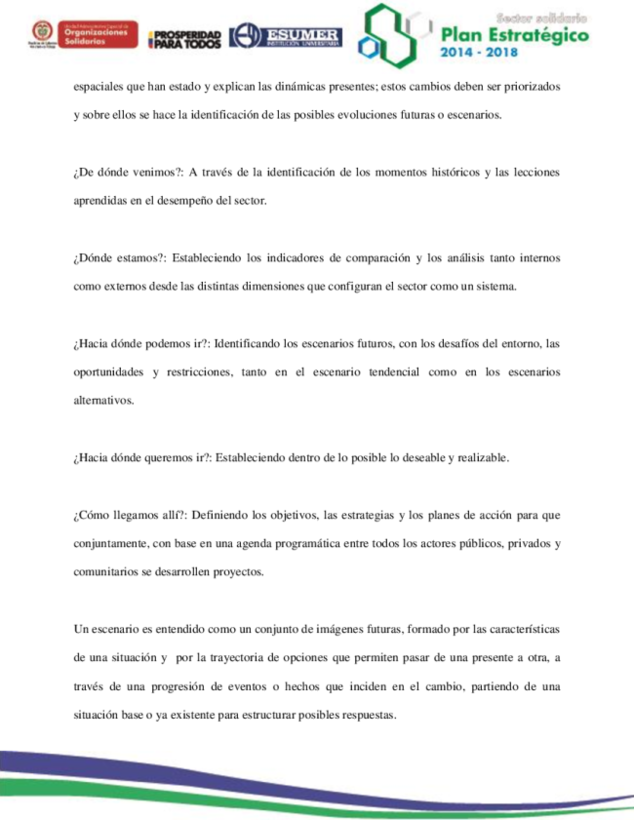 Unidad Administrativa Especial de
Organizaciones
Solidarias
PROSPERIDAD
PARA TODOS
ESUMER
INSTITUCIÓN UNIVERSITARIA
Sector solidario
Plan Estratégico
2014 - 2018
espaciales que han estado y explican las dinámicas presentes; estos cambios deben ser priorizados
y sobre ellos se hace la identificación de las posibles evoluciones futuras o escenarios.
¿De dónde venimos?: A través de la identificación de los momentos históricos y las lecciones
aprendidas en el desempeño del sector.
¿Dónde estamos?: Estableciendo los indicadores de comparación y los análisis tanto internos
como externos desde las distintas dimensiones que configuran el sector como un sistema.
¿Hacia dónde podemos ir?: Identificando los escenarios futuros, con los desafíos del entorno, las
oportunidades y restricciones, tanto en el escenario tendencial como en los escenarios
alternativos.
¿Hacia dónde queremos ir?: Estableciendo dentro de lo posible lo deseable y realizable.
¿Cómo llegamos allí?: Definiendo los objetivos, las estrategias y los planes de acción para que
conjuntamente, con base en una agenda programática entre todos los actores públicos, privados y
comunitarios se desarrollen proyectos.
Un escenario es entendido como un conjunto de imágenes futuras, formado por las características
de una situación y por la trayectoria de opciones que permiten pasar de una presente a otra, a
través de una progresión de eventos o hechos que inciden en el cambio, partiendo de una
situación base o ya existente para estructurar posibles respuestas.